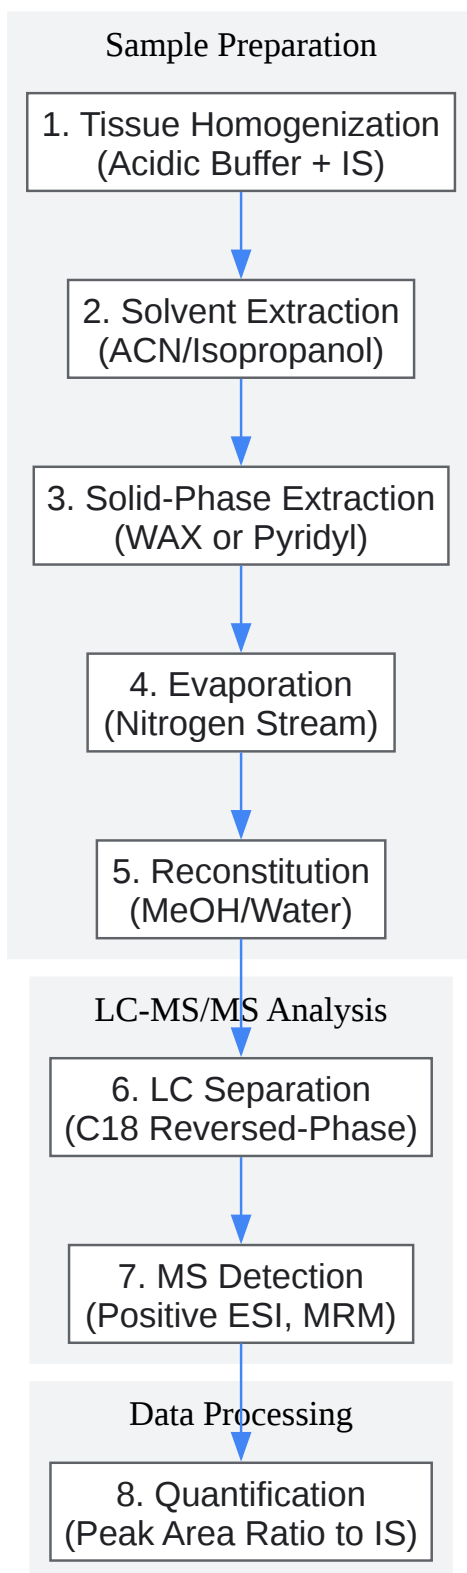 Sample Preparation
1. Tissue Homogenization
(Acidic Buffer + IS)
2. Solvent Extraction
(ACN/Isopropanol)
3. Solid-Phase Extraction
(WAX or Pyridyl)
4. Evaporation
(Nitrogen Stream)
5. Reconstitution
(MeOH/Water)
LC-MS/MS Analysis
6. LC Separation
(C18 Reversed-Phase)
7. MS Detection
(Positive ESI, MRM)
Data Processing
8. Quantification
(Peak Area Ratio to IS)